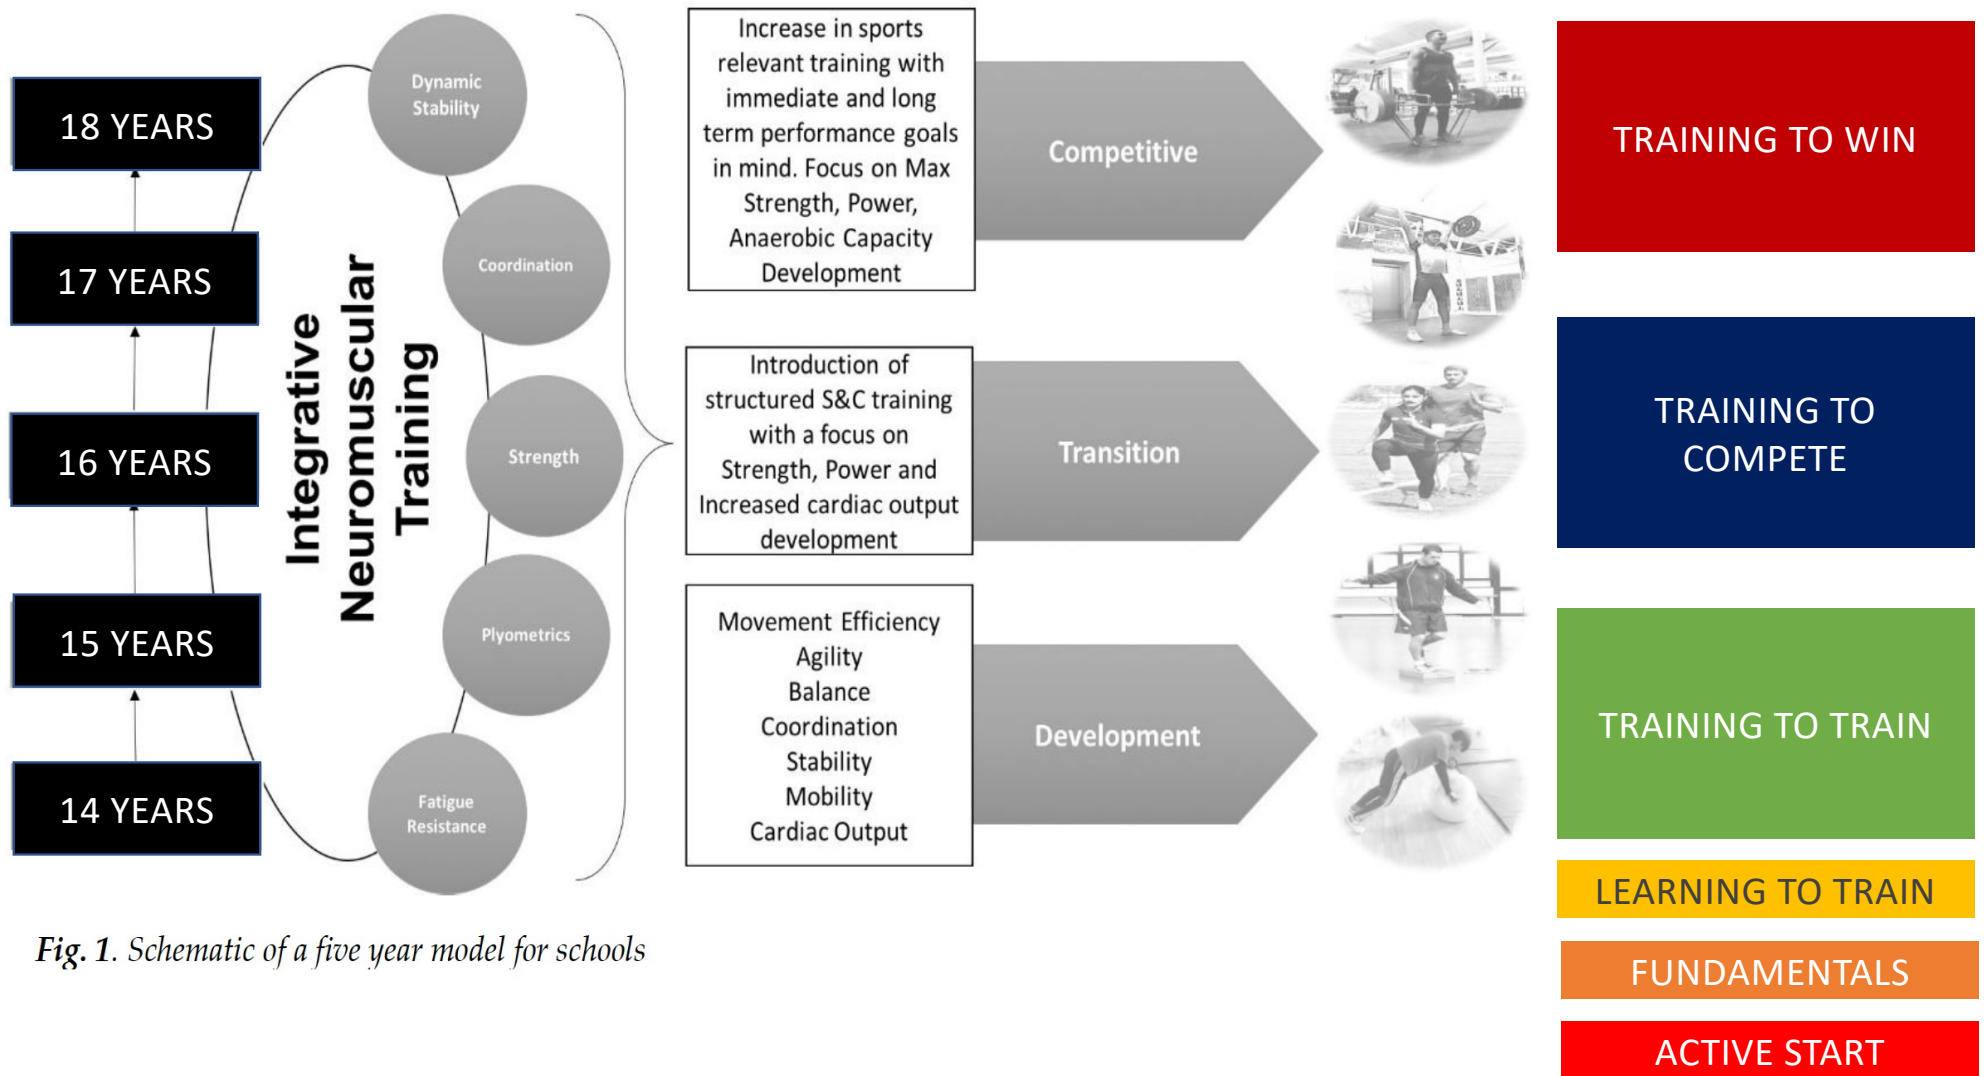 18 YEARS
17 YEARS
16 YEARS
15 YEARS
14 YEARS
Integrative
Neuromuscular
Training
Dynamic
Stability
Coordination
Strength
Plyometrics
Fatigue
Resistance
Increase in sports
relevant training with
immediate and long
term performance goals
in mind. Focus on Max
Strength, Power,
Anaerobic Capacity
Development
Competitive
Introduction of
structured S&C training
with a focus on
Strength, Power and
Increased cardiac output
development
Transition
Movement Efficiency
Agility
Balance
Coordination
Stability
Mobility
Cardiac Output
Development
TRAINING TO WIN
TRAINING TO
COMPETE
TRAINING TO TRAIN
LEARNING TO TRAIN
FUNDAMENTALS
ACTIVE START
Fig. 1. Schematic of a five year model for schools